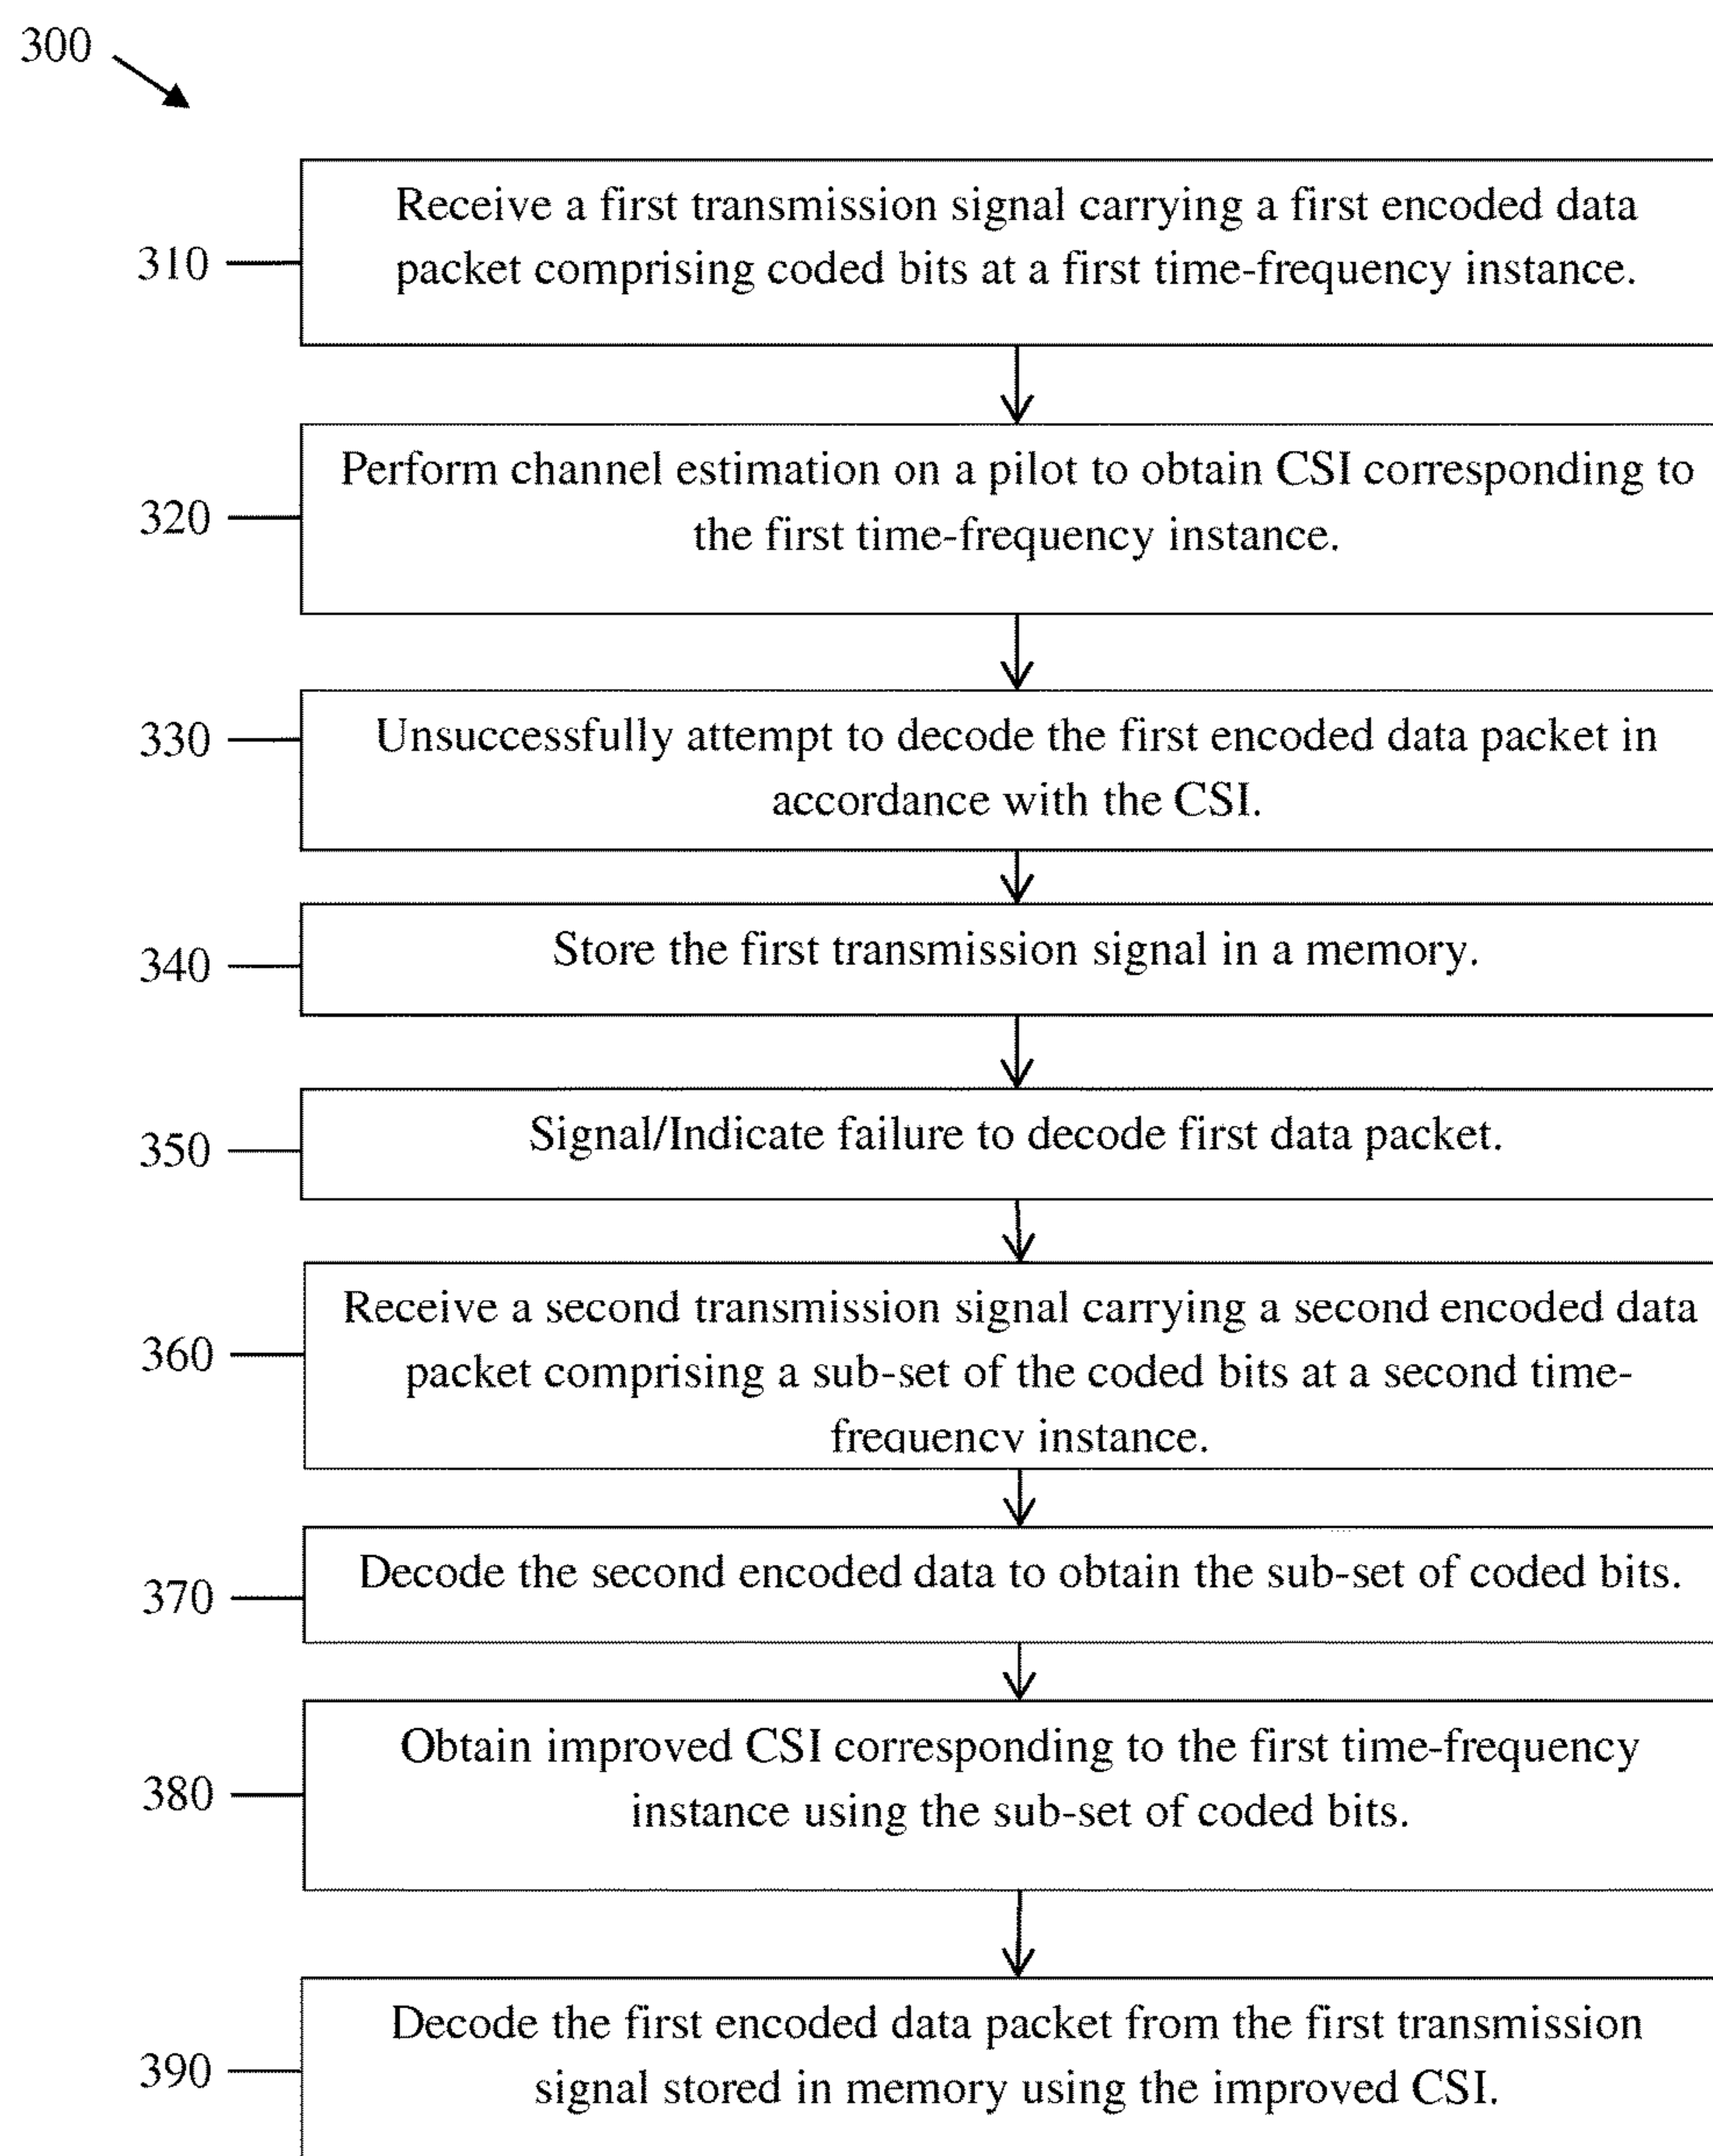 300
310
Receive a first transmission signal carrying a first encoded data
packet comprising coded bits at a first time-frequency instance.
320
Perform channel estimation on a pilot to obtain CSI corresponding to
the first time-frequency instance.
330
Unsuccessfully attempt to decode the first encoded data packet in
accordance with the CSI.
340
Store the first transmission signal in a memory.
350
Signal/Indicate failure to decode first data packet.
360
Receive a second transmission signal carrying a second encoded data
packet comprising a sub-set of the coded bits at a second time-
frequency instance.
370
Decode the second encoded data to obtain the sub-set of coded bits.
380
Obtain improved CSI corresponding to the first time-frequency
instance using the sub-set of coded bits.
390
Decode the first encoded data packet from the first transmission
signal stored in memory using the improved CSI.